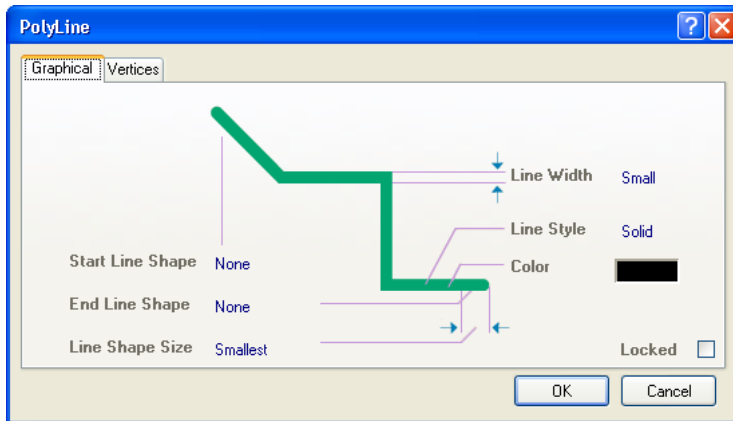 PolyLine
Graphical Vertices
Line Width Small
Line Style Solid
Start Line Shape None
Color
End Line Shape None
Line Shape Size Smallest
Locked
OK Cancel